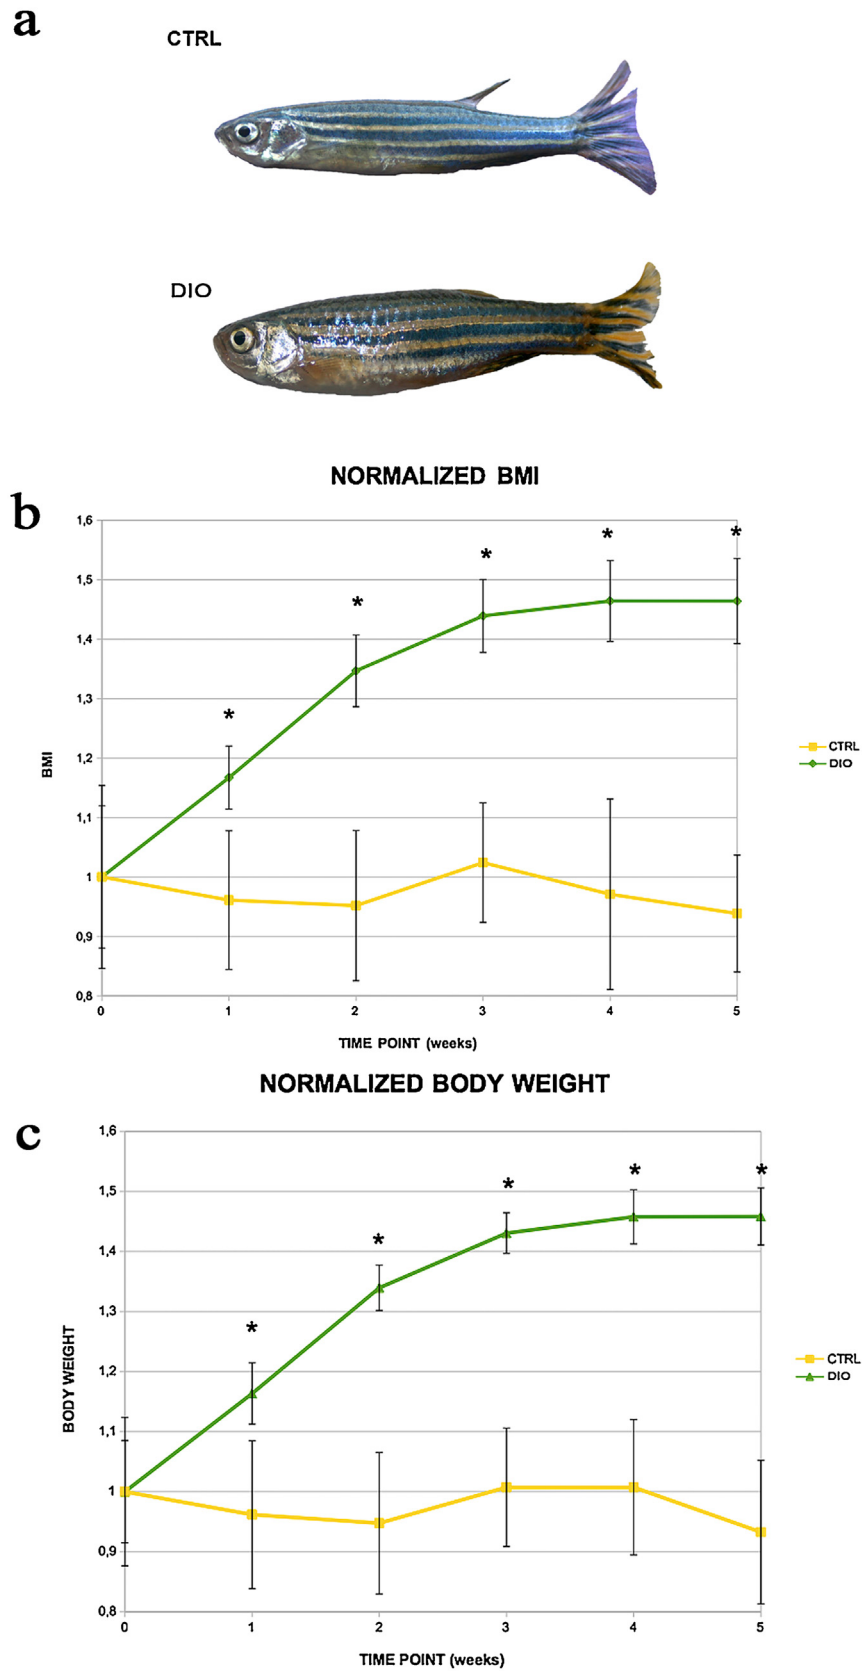 a
CTRL
DIO
NORMALIZED BMI
b
1,6
1,5
1,4
1,3
1,2
1,1
1
0,9
0,8
BMI
* * * * *
0 1 2 3 4 5
TIME POINT (weeks)
CTRL
DIO
NORMALIZED BODY WEIGHT
c
1,6
1,5
1,4
1,3
1,2
1,1
1
0,9
0,8
BODY WEIGHT
* * * * *
0 1 2 3 4 5
TIME POINT (weeks)
CTRL
DIO